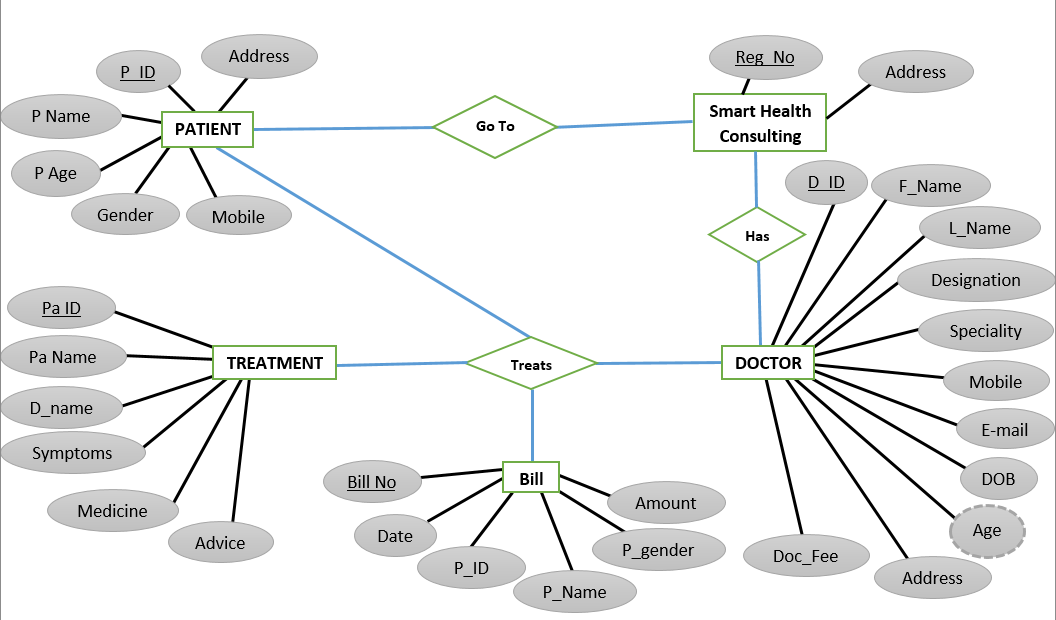 Address
Reg_No
P_ID
Address
P Name
PATIENT
Go To
Smart Health
Consulting
P Age
Gender
Mobile
D_ID
F_Name
L_Name
Has
Designation
Pa ID
Speciality
Pa Name
TREATMENT
Treats
DOCTOR
Mobile
D_name
E-mail
Symptoms
Bill No
Bill
DOB
Medicine
Amount
Age
Advice
Date
P_gender
Doc_Fee
P_ID
Address
P_Name